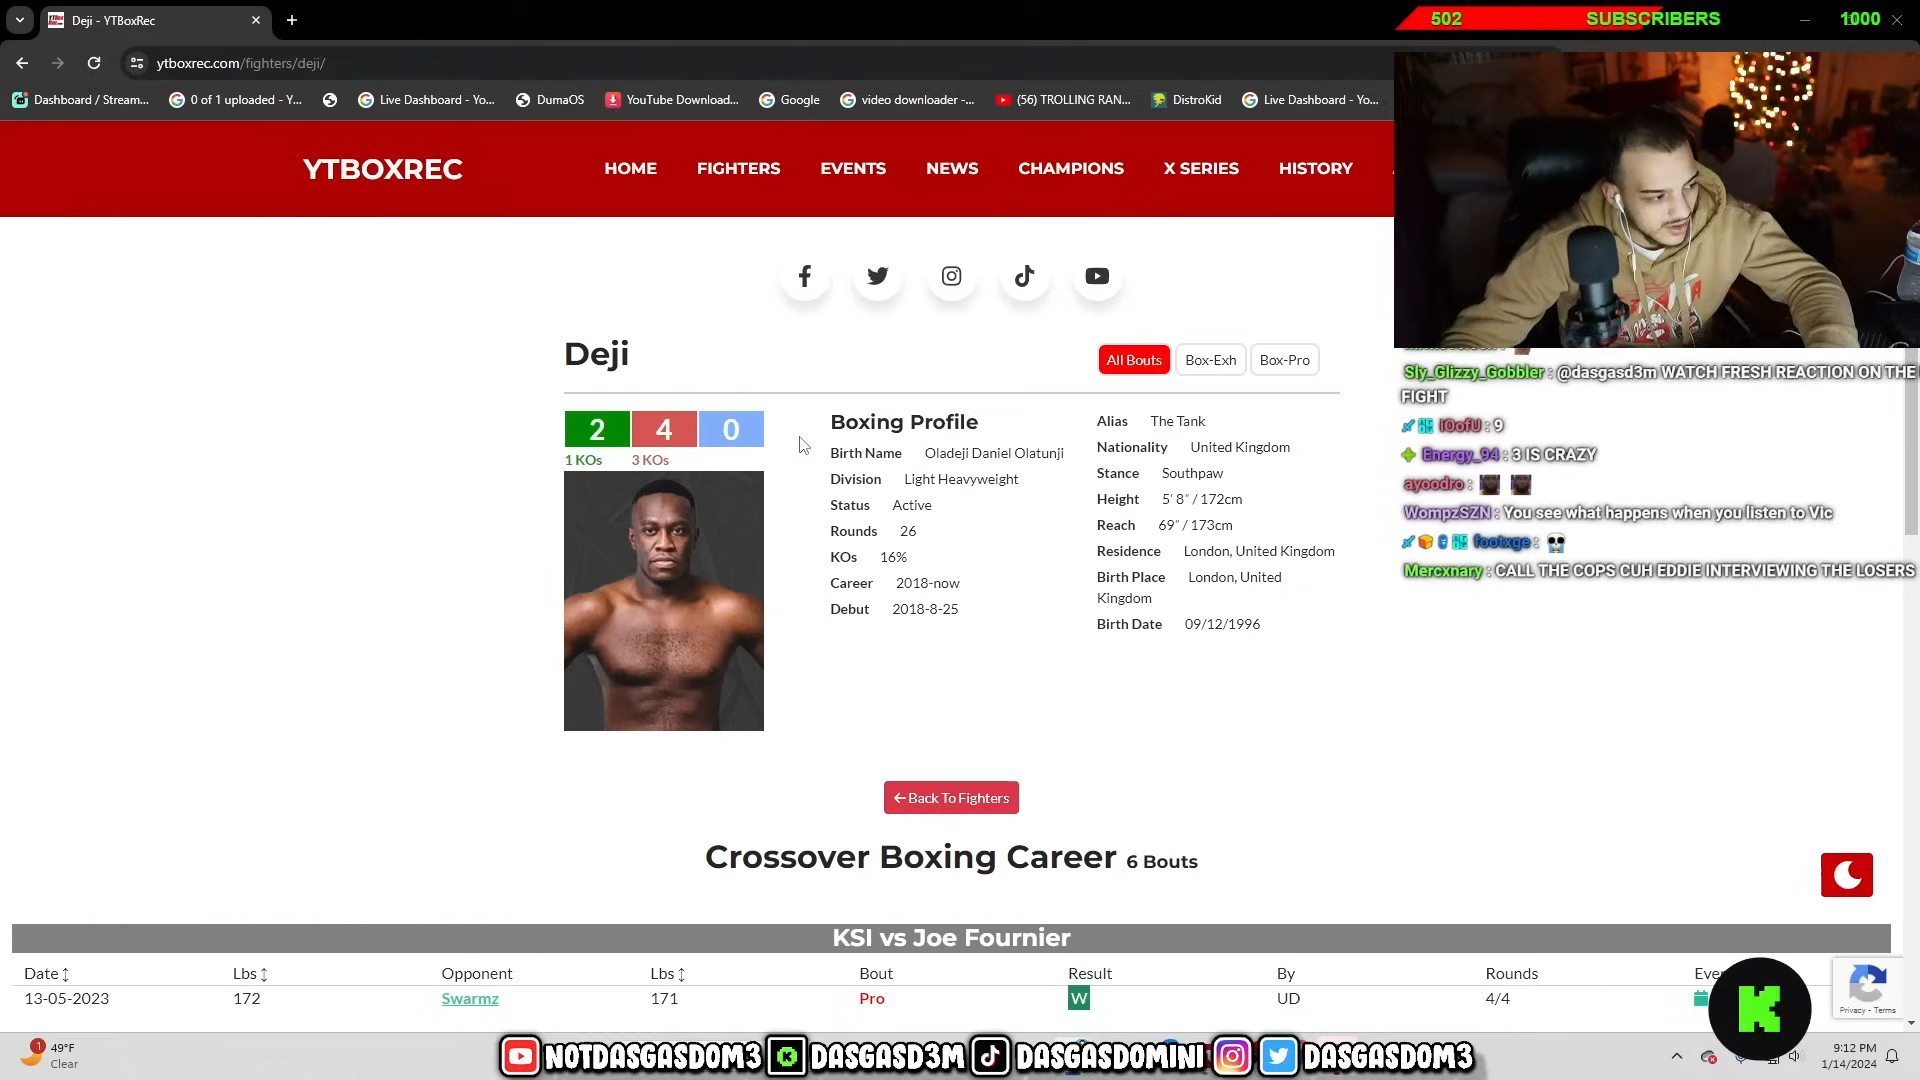 Deji - YTBoxRec
502 SUBSCRIBERS 1000
ytboxrec.com/fighters/deji/
Dashboard / Stream... 0 of 1 uploaded - Y... Live Dashboard - Yo... DumaOS YouTube Download... Google video downloader -... (56) TROLLING RAN... DistroKid Live Dashboard - Yo...
YTBOXREC HOME FIGHTERS EVENTS NEWS CHAMPIONS X SERIES HISTORY
Deji
All Bouts Box-Exh Box-Pro
2 4 0
1 KOs 3 KOs
Boxing Profile
Birth Name Oladeji Daniel Olatunji
Division Light Heavyweight
Status Active
Rounds 26
KOs 16%
Career 2018-now
Debut 2018-8-25
Alias The Tank
Nationality United Kingdom
Stance Southpaw
Height 5' 8" / 172cm
Reach 69" / 173cm
Residence London, United Kingdom
Birth Place London, United
Kingdom
Birth Date 09/12/1996
Sly_Glizzy_Gobbler : @dasgasd3m WATCH FRESH REACTION ON THE
FIGHT
lOofU : 9
Energy_94 : 3 IS CRAZY
ayoodro :
WompzSZN : You see what happens when you listen to Vic
footxge :
Mercxnary : CALL THE COPS CUH EDDIE INTERVIEWING THE LOSERS
Back To Fighters
Crossover Boxing Career 6 Bouts
KSI vs Joe Fournier
Date Lbs Opponent Lbs Bout Result By Rounds
13-05-2023 172 Swarmz 171 Pro W UD 4/4
Privacy - Terms
1 49°F
Clear
NOTDASGASDOM3 DASGASD3M DASGASDOMINI DASGASDOM3
9:12 PM
1/14/2024